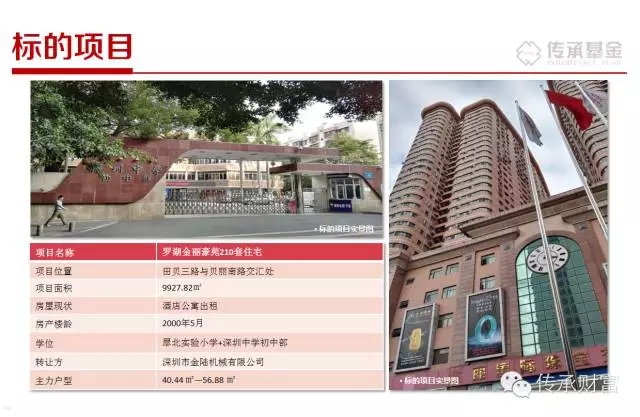 标的项目
传承基金
• 标的项目实景图
项目名称 罗湖金丽豪苑210套住宅
项目位置 田贝三路与贝丽南路交汇处
项目面积 9927.82㎡
房屋现状 酒店公寓出租
房产楼龄 2000年5月
学位 翠北实验小学+深圳中学初中部
转让方 深圳市金陆机械有限公司
主力户型 40.44㎡—56.88㎡
• 标的项目实景图
传承财富